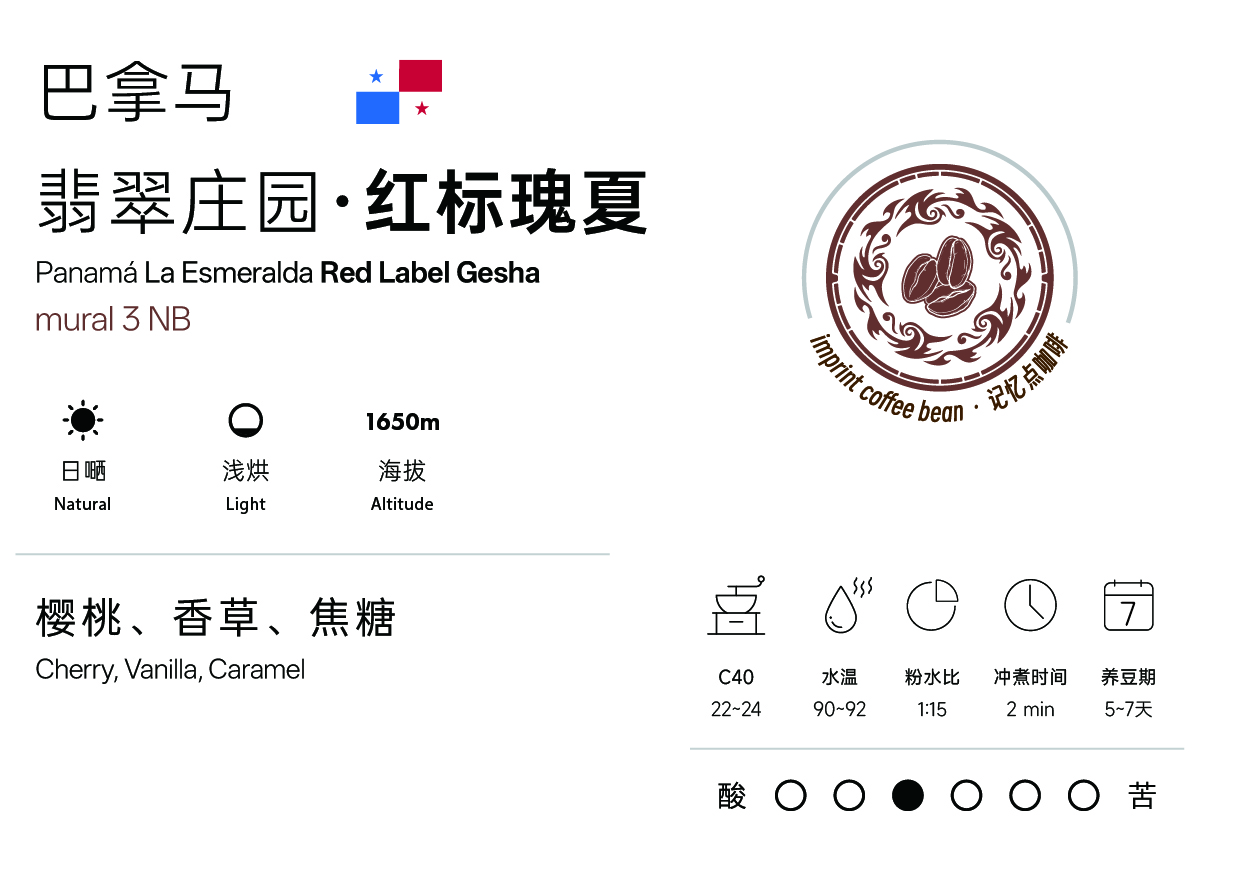 巴拿马
翡翠庄园·红标瑰夏
Panamá La Esmeralda Red Label Gesha
mural 3 NB
imprint coffee bean · 记忆点咖啡
1650m
日嗮 浅烘 海拔
Natural Light Altitude
樱桃、香草、焦糖
Cherry, Vanilla, Caramel
7
C40 水温 粉水比 冲煮时间 养豆期
22~24 90~92 1:15 2 min 5~7天
酸 苦